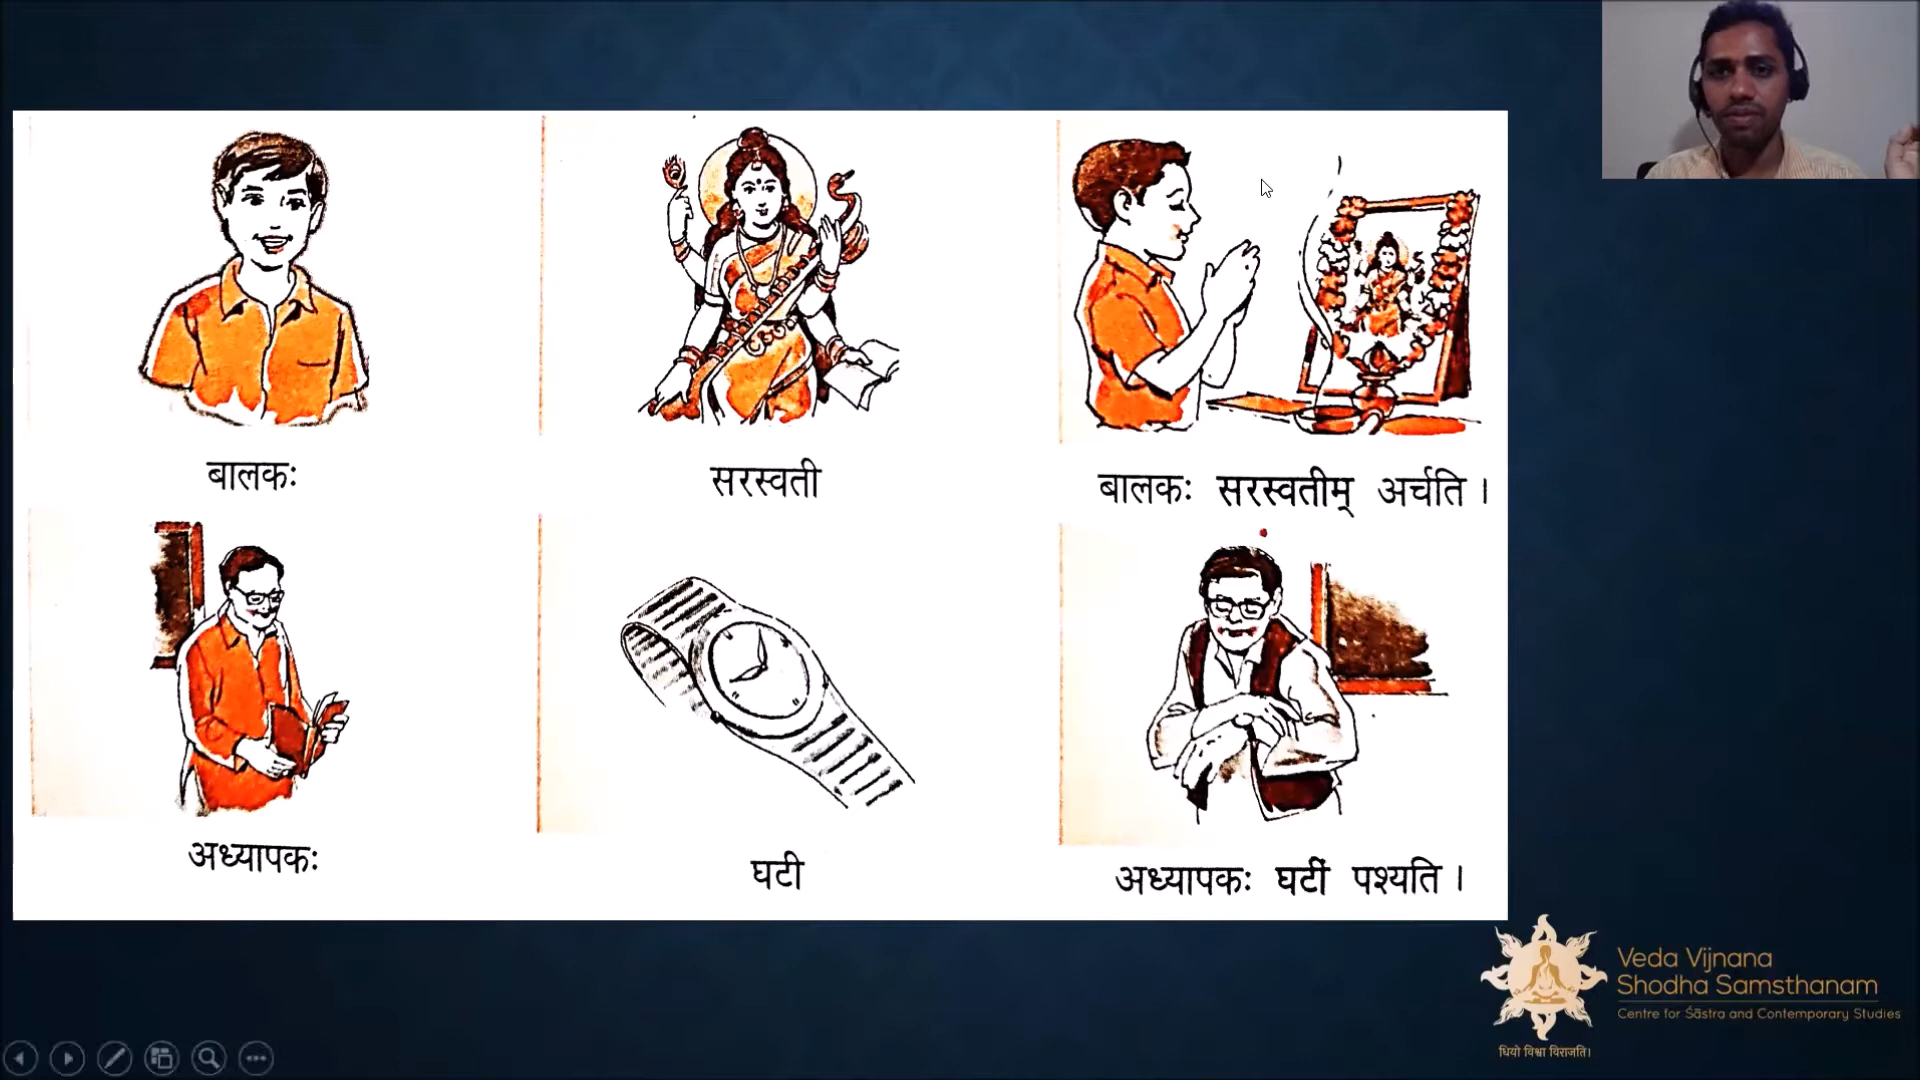 बालकः
सरस्वती
बालकः सरस्वतीम् अर्चति ।
अध्यापकः
घटी
अध्यापकः घटीं पश्यति ।
Veda Vijnana
Shodha Samsthanam
Centre for Śāstra and Contemporary Studies
धियो विश्वा विराजति।